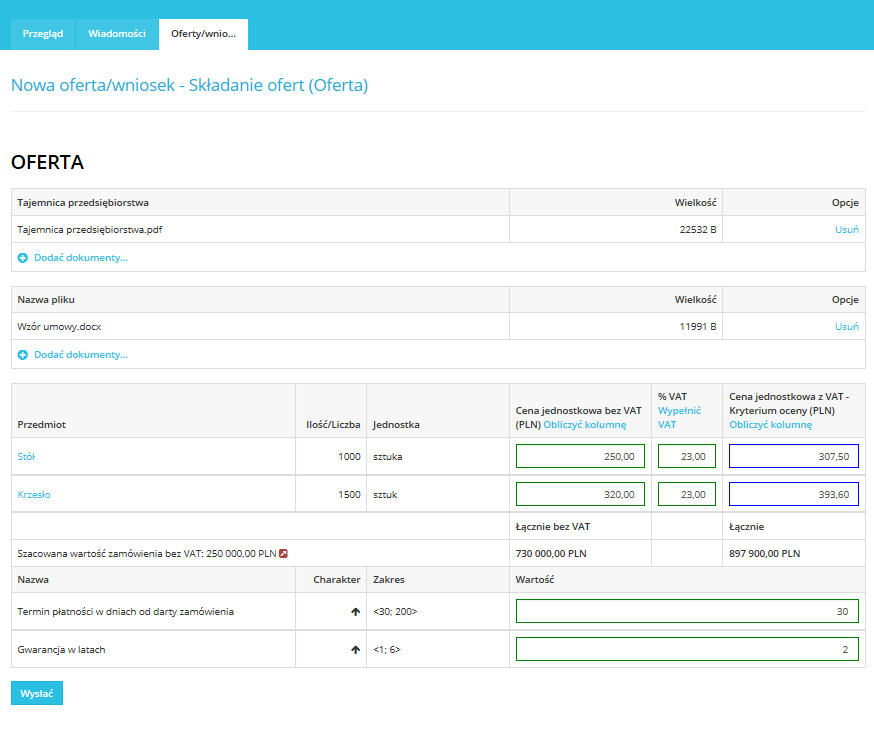 Przegląd Wiadomości Oferty/wnio...
Nowa oferta/wniosek - Składanie ofert (Oferta)
OFERTA
Tajemnica przedsiębiorstwa Wielkość Opcje
Tajemnica przedsiębiorstwa.pdf 22532 B Usuń
Dodać dokumenty...
Nazwa pliku Wielkość Opcje
Wzór umowy.docx 11991 B Usuń
Dodać dokumenty...
Przedmiot Ilość/Liczba Jednostka Cena jednostkowa bez VAT (PLN) Obliczyć kolumnę % VAT Wypełnić VAT Cena jednostkowa z VAT - Kryterium oceny (PLN) Obliczyć kolumnę
Stół 1000 sztuka 250,00 23,00 307,50
Krzesło 1500 sztuk 320,00 23,00 393,60
Łącznie bez VAT Łącznie
Szacowana wartość zamówienia bez VAT: 250 000,00 PLN 730 000,00 PLN 897 900,00 PLN
Nazwa Charakter Zakres Wartość
Termin płatności w dniach od darty zamówienia <30; 200> 30
Gwarancja w latach <1; 6> 2
Wysłać